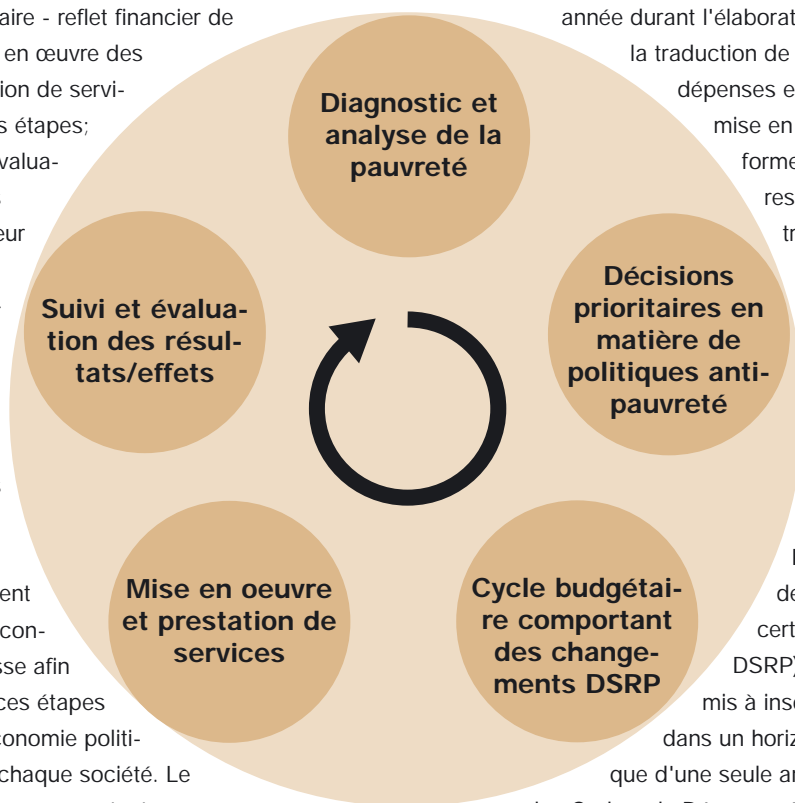 aire - reflet financier de
en œuvre des
tion de servi-
s étapes;
valua-
eur
ent
con-
sse afin
ces étapes
conomie politi-
chaque société. Le
Diagnostic et
analyse de la
pauvreté
Décisions
prioritaires en
matière de
politiques anti-
pauvreté
Cycle budgétai-
re comportant
des change-
ments DSRP
Mise en oeuvre
et prestation de
services
Suivi et évalua-
tion des résul-
tats/effets
année durant l'élaborat
la traduction de
dépenses e
mise en
forme
res
tr
dé
cert
DSRP)
mis à inse
dans un horiz
que d'une seule a